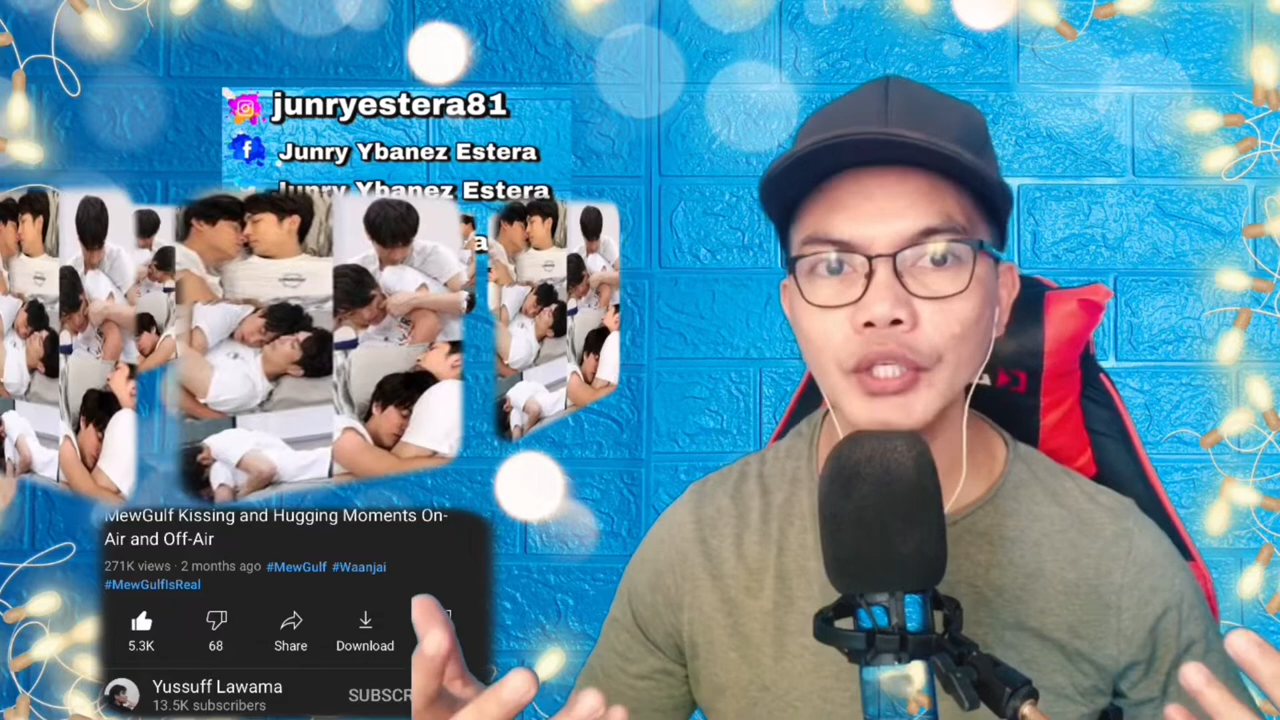 junryestera81
Junry Ybanez Estera
Junry Ybanez Estera
a
MewGulf Kissing and Hugging Moments On-
Air and Off-Air
271K views · 2 months ago #MewGulf #Waanjai
#MewGulfIsReal
5.3K
68
Share
Download
Yussuff Lawama
SUBSCR
13.5K subscribers